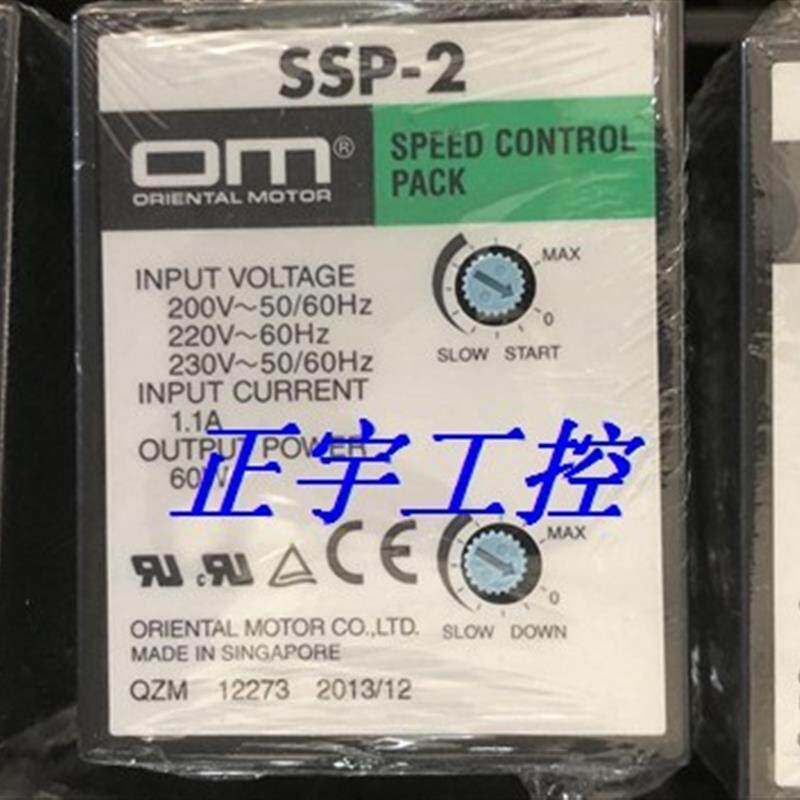 SSP-2
OM®
ORIENTAL MOTOR
SPEED CONTROL
PACK
INPUT VOLTAGE
200V~50/60Hz
220V~60Hz
230V~50/60Hz
INPUT CURRENT
1.1A
OUTPUT POWER
60W
MAX
0
SLOW START
正宇工控
MAX
0
SLOW DOWN
CE
ORIENTAL MOTOR CO.,LTD.
MADE IN SINGAPORE
QZM 12273 2013/12